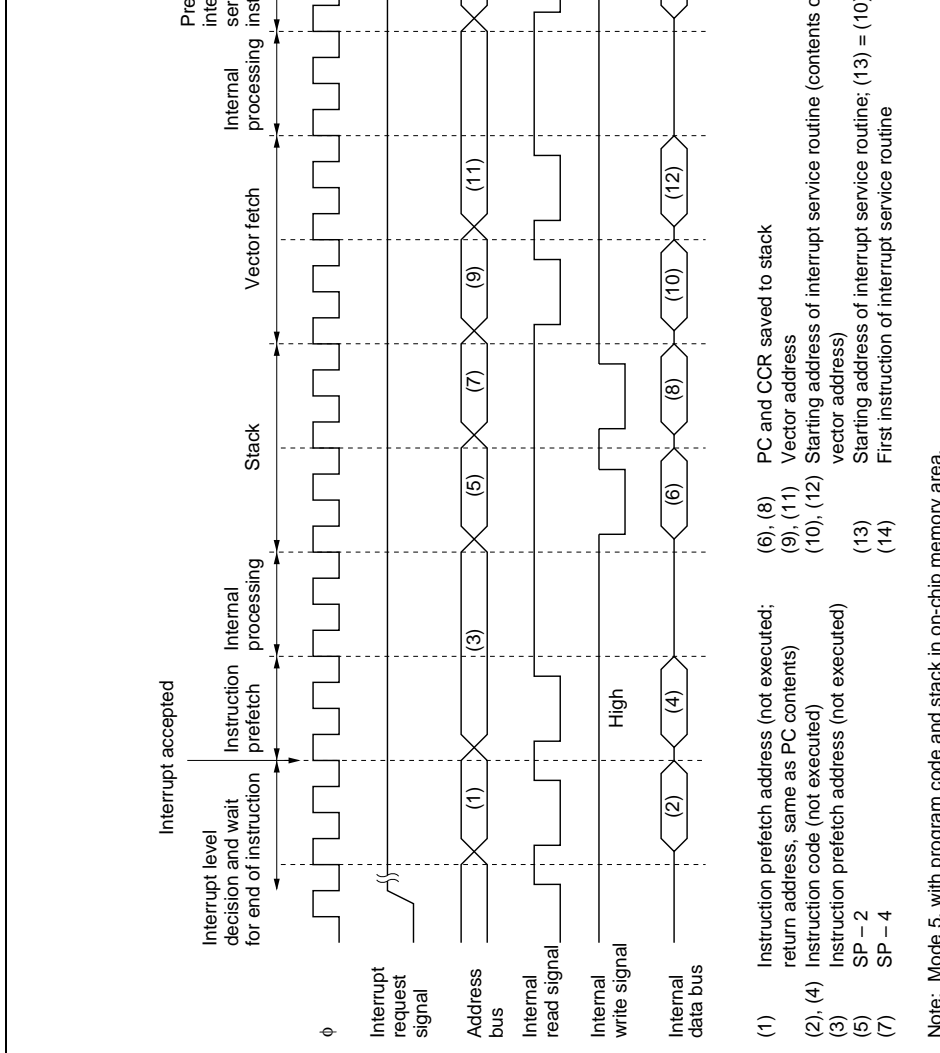 Interrupt accepted
Interrupt level
decision and wait
for end of instruction
Instruction
prefetch
Internal
processing
Stack
Vector fetch
Internal
processing
φ
Interrupt
request
signal
Address
bus
(1)
(3)
(5)
(7)
(9)
(11)
Internal
read signal
Internal
write signal
High
Internal
data bus
(2)
(4)
(6)
(8)
(10)
(12)
(1) Instruction prefetch address (not executed;
return address, same as PC contents)
(2), (4) Instruction code (not executed)
(3) Instruction prefetch address (not executed)
(5) SP – 2
(7) SP – 4
(6), (8) PC and CCR saved to stack
(9), (11) Vector address
(10), (12) Starting address of interrupt service routine (contents
vector address)
(13) Starting address of interrupt service routine; (13) = (10)
(14) First instruction of interrupt service routine
Note: Mode 5, with program code and stack in on-chip memory area.